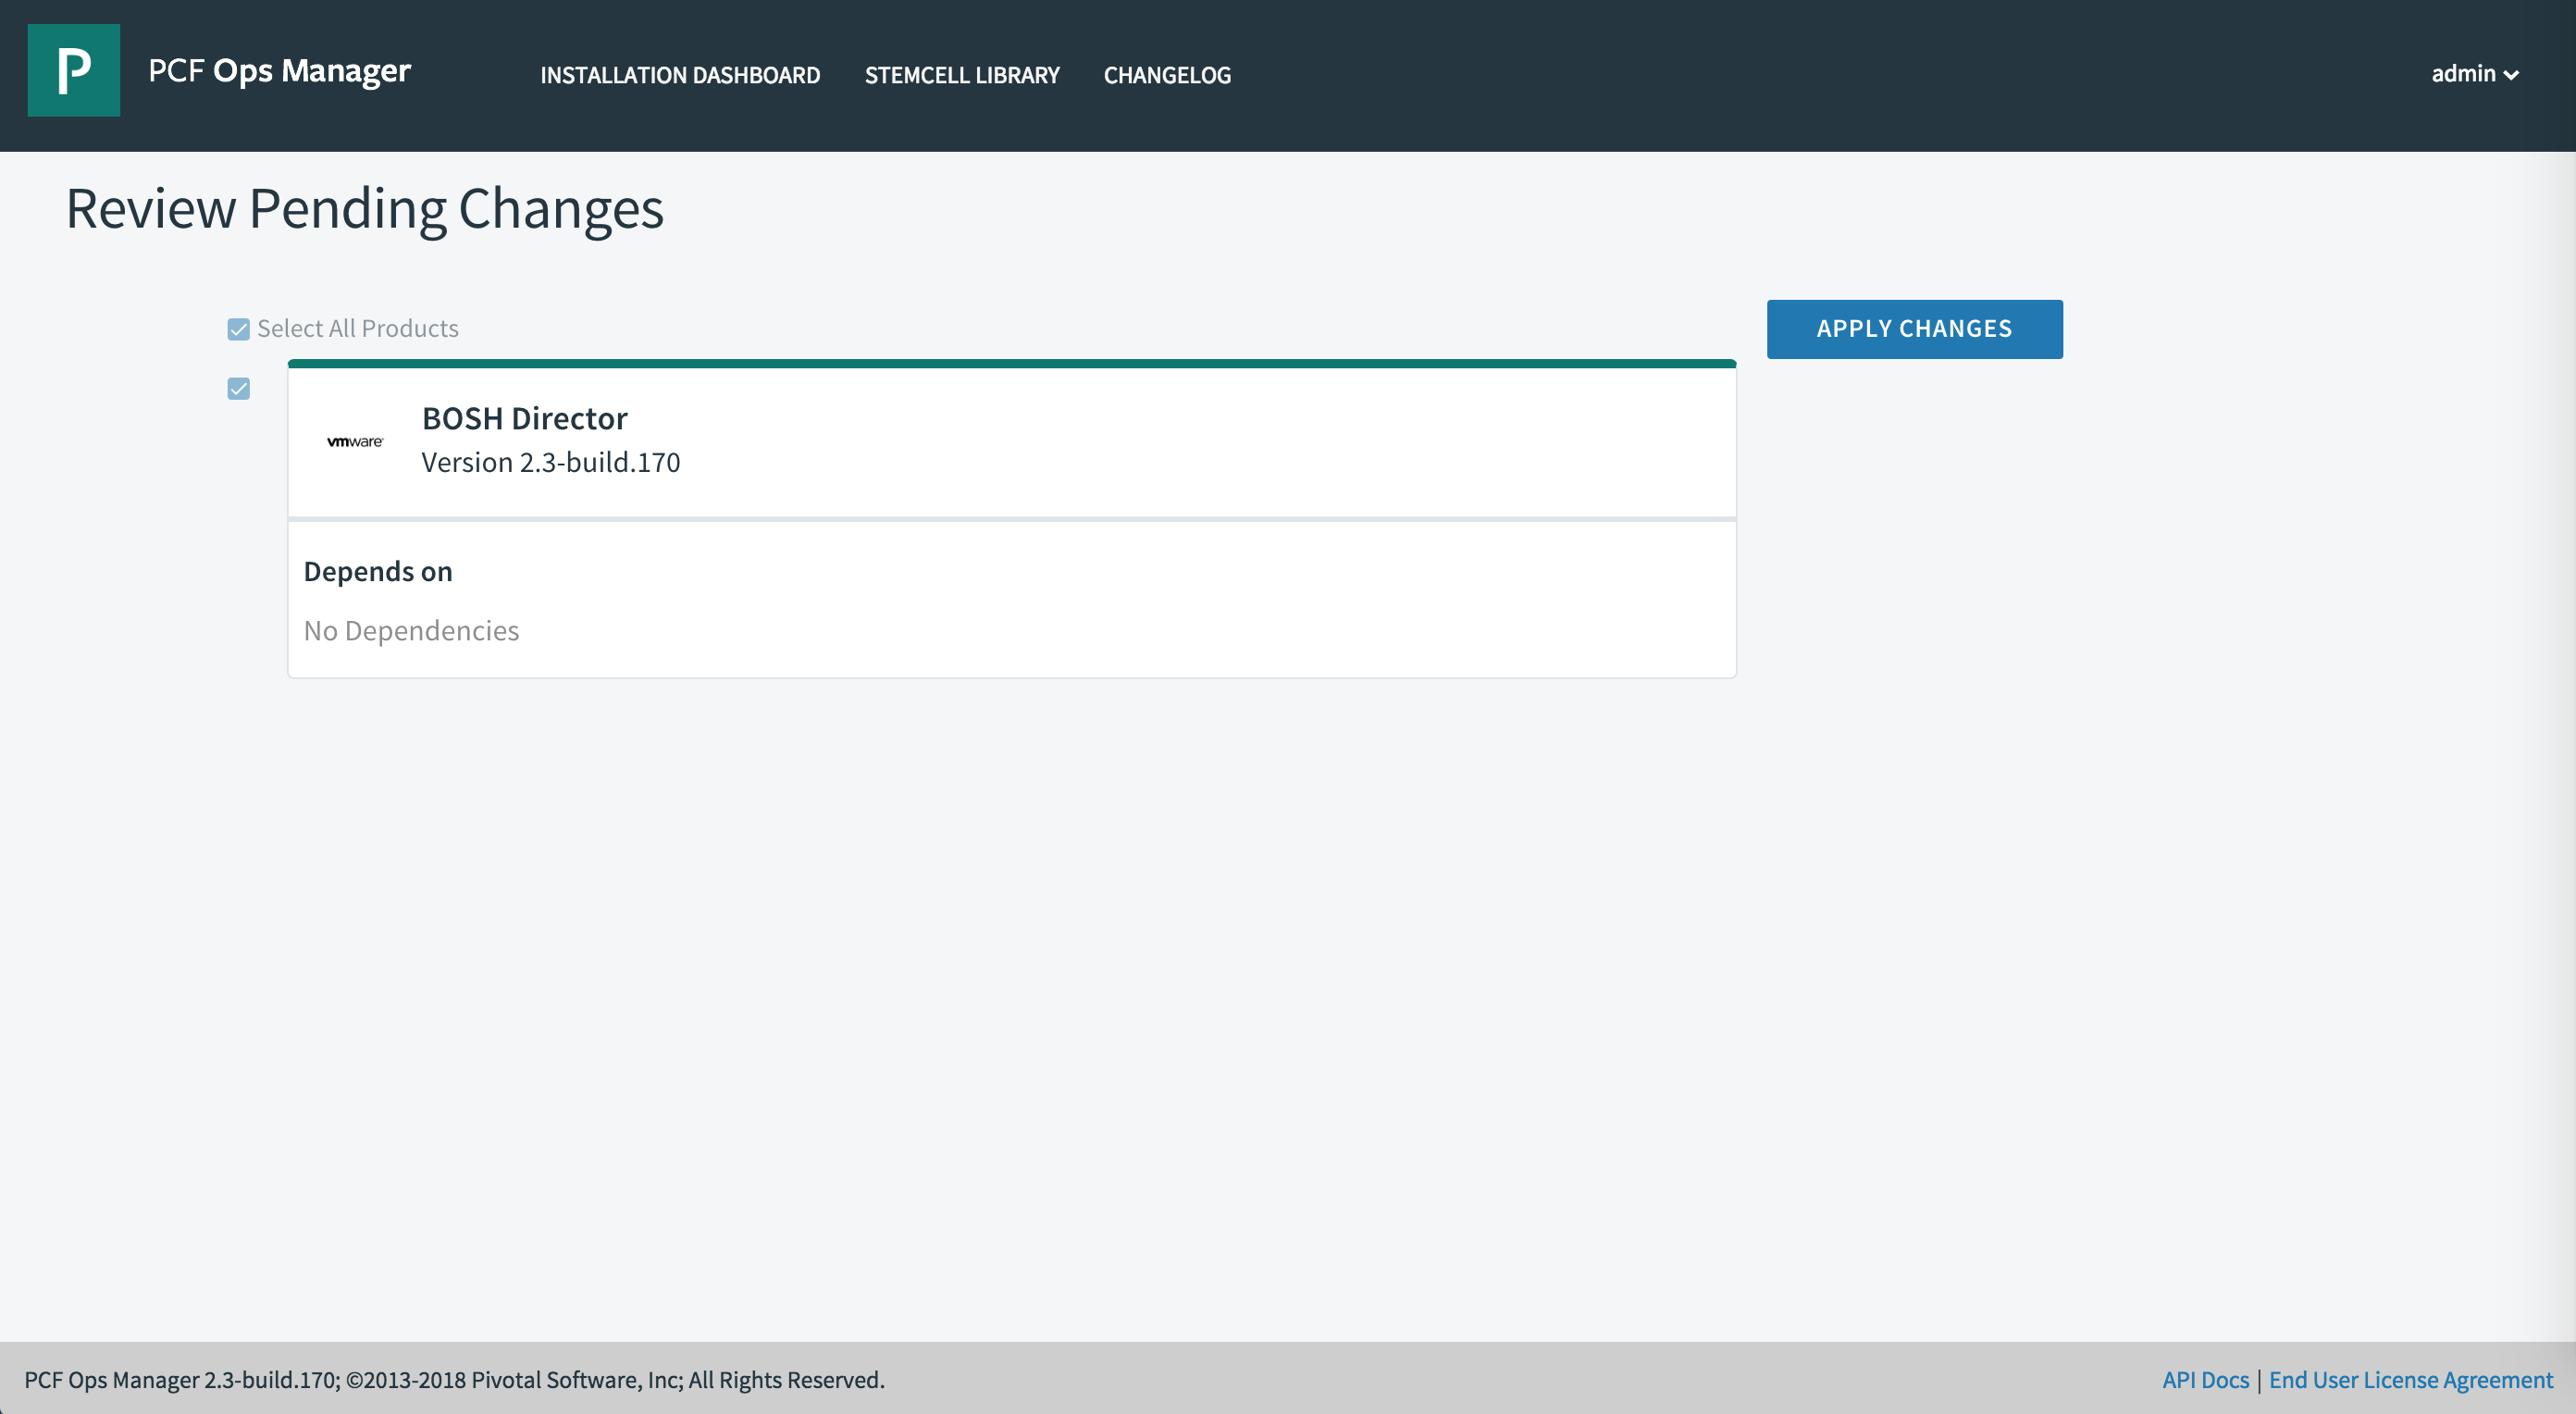 P
PCF Ops Manager
INSTALLATION DASHBOARD
STEMCELL LIBRARY
CHANGELOG
admin
Review Pending Changes
Select All Products
APPLY CHANGES
vmware
BOSH Director
Version 2.3-build.170
Depends on
No Dependencies
PCF Ops Manager 2.3-build.170; ©2013-2018 Pivotal Software, Inc; All Rights Reserved.
API Docs | End User License Agreement